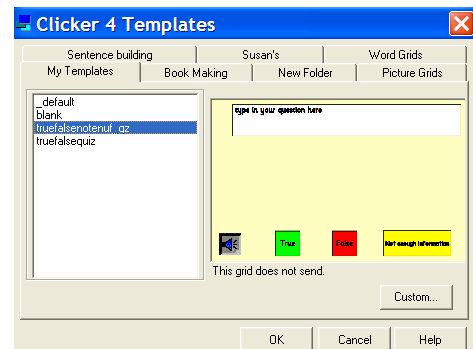 Clicker 4 Templates
Sentence building Susan's Word Grids
My Templates Book Making New Folder Picture Grids
_default
blank
truefalsenotenuf_gz
truefalsequiz
type in your question here
True False Not enough information
This grid does not send.
Custom...
OK Cancel Help